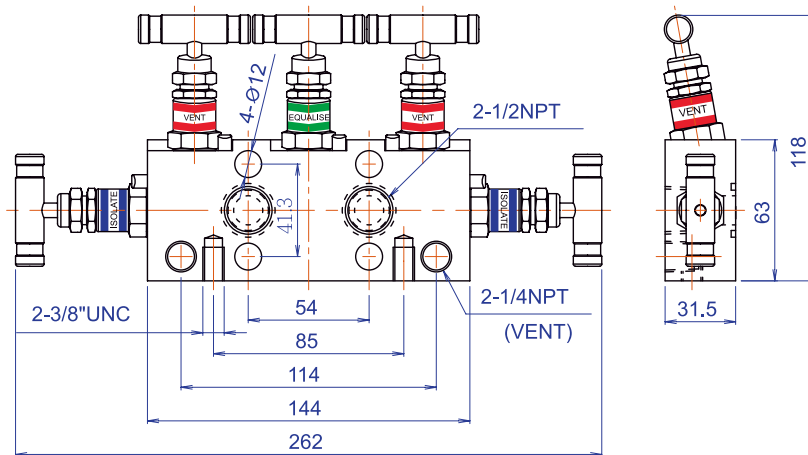 4-Ø12
VENT
EQUALISE
VENT
2-1/2NPT
ISOLATE
41.3
ISOLATE
118
63
2-3/8"UNC
54
2-1/4NPT
(VENT)
31.5
85
114
144
262